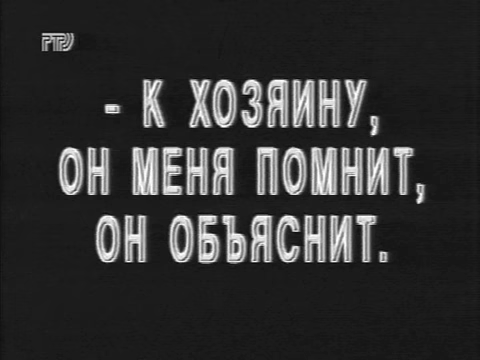 РТР
- К ХОЗЯИНУ,
ОН МЕНЯ ПОМНИТ,
ОН ОБЪЯСНИТ.